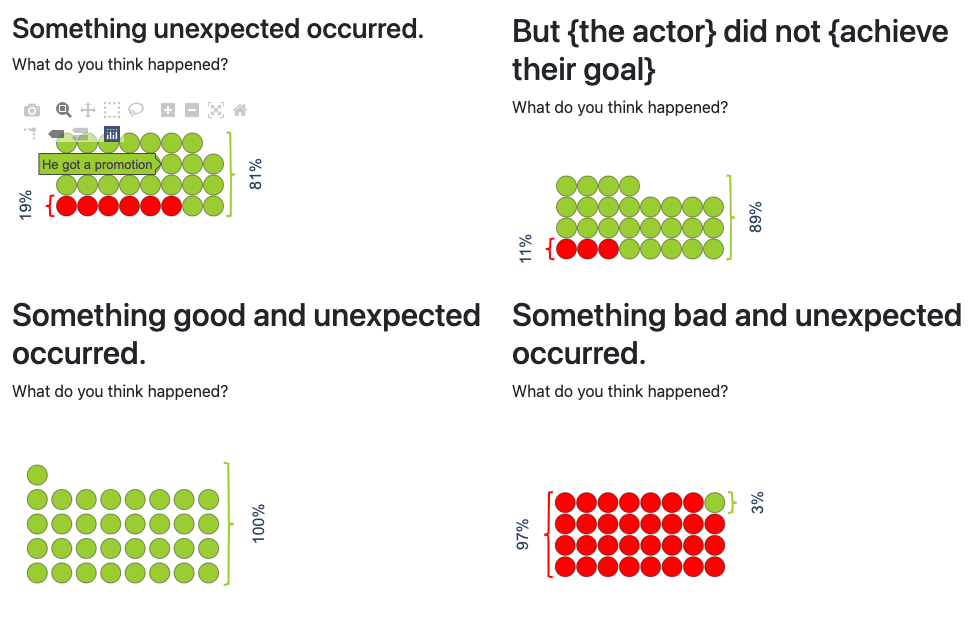 Something unexpected occurred.
What do you think happened?
He got a promotion
81%
19%
But {the actor} did not {achieve
their goal}
What do you think happened?
89%
11%
Something good and unexpected
occurred.
What do you think happened?
100%
Something bad and unexpected
occurred.
What do you think happened?
3%
97%